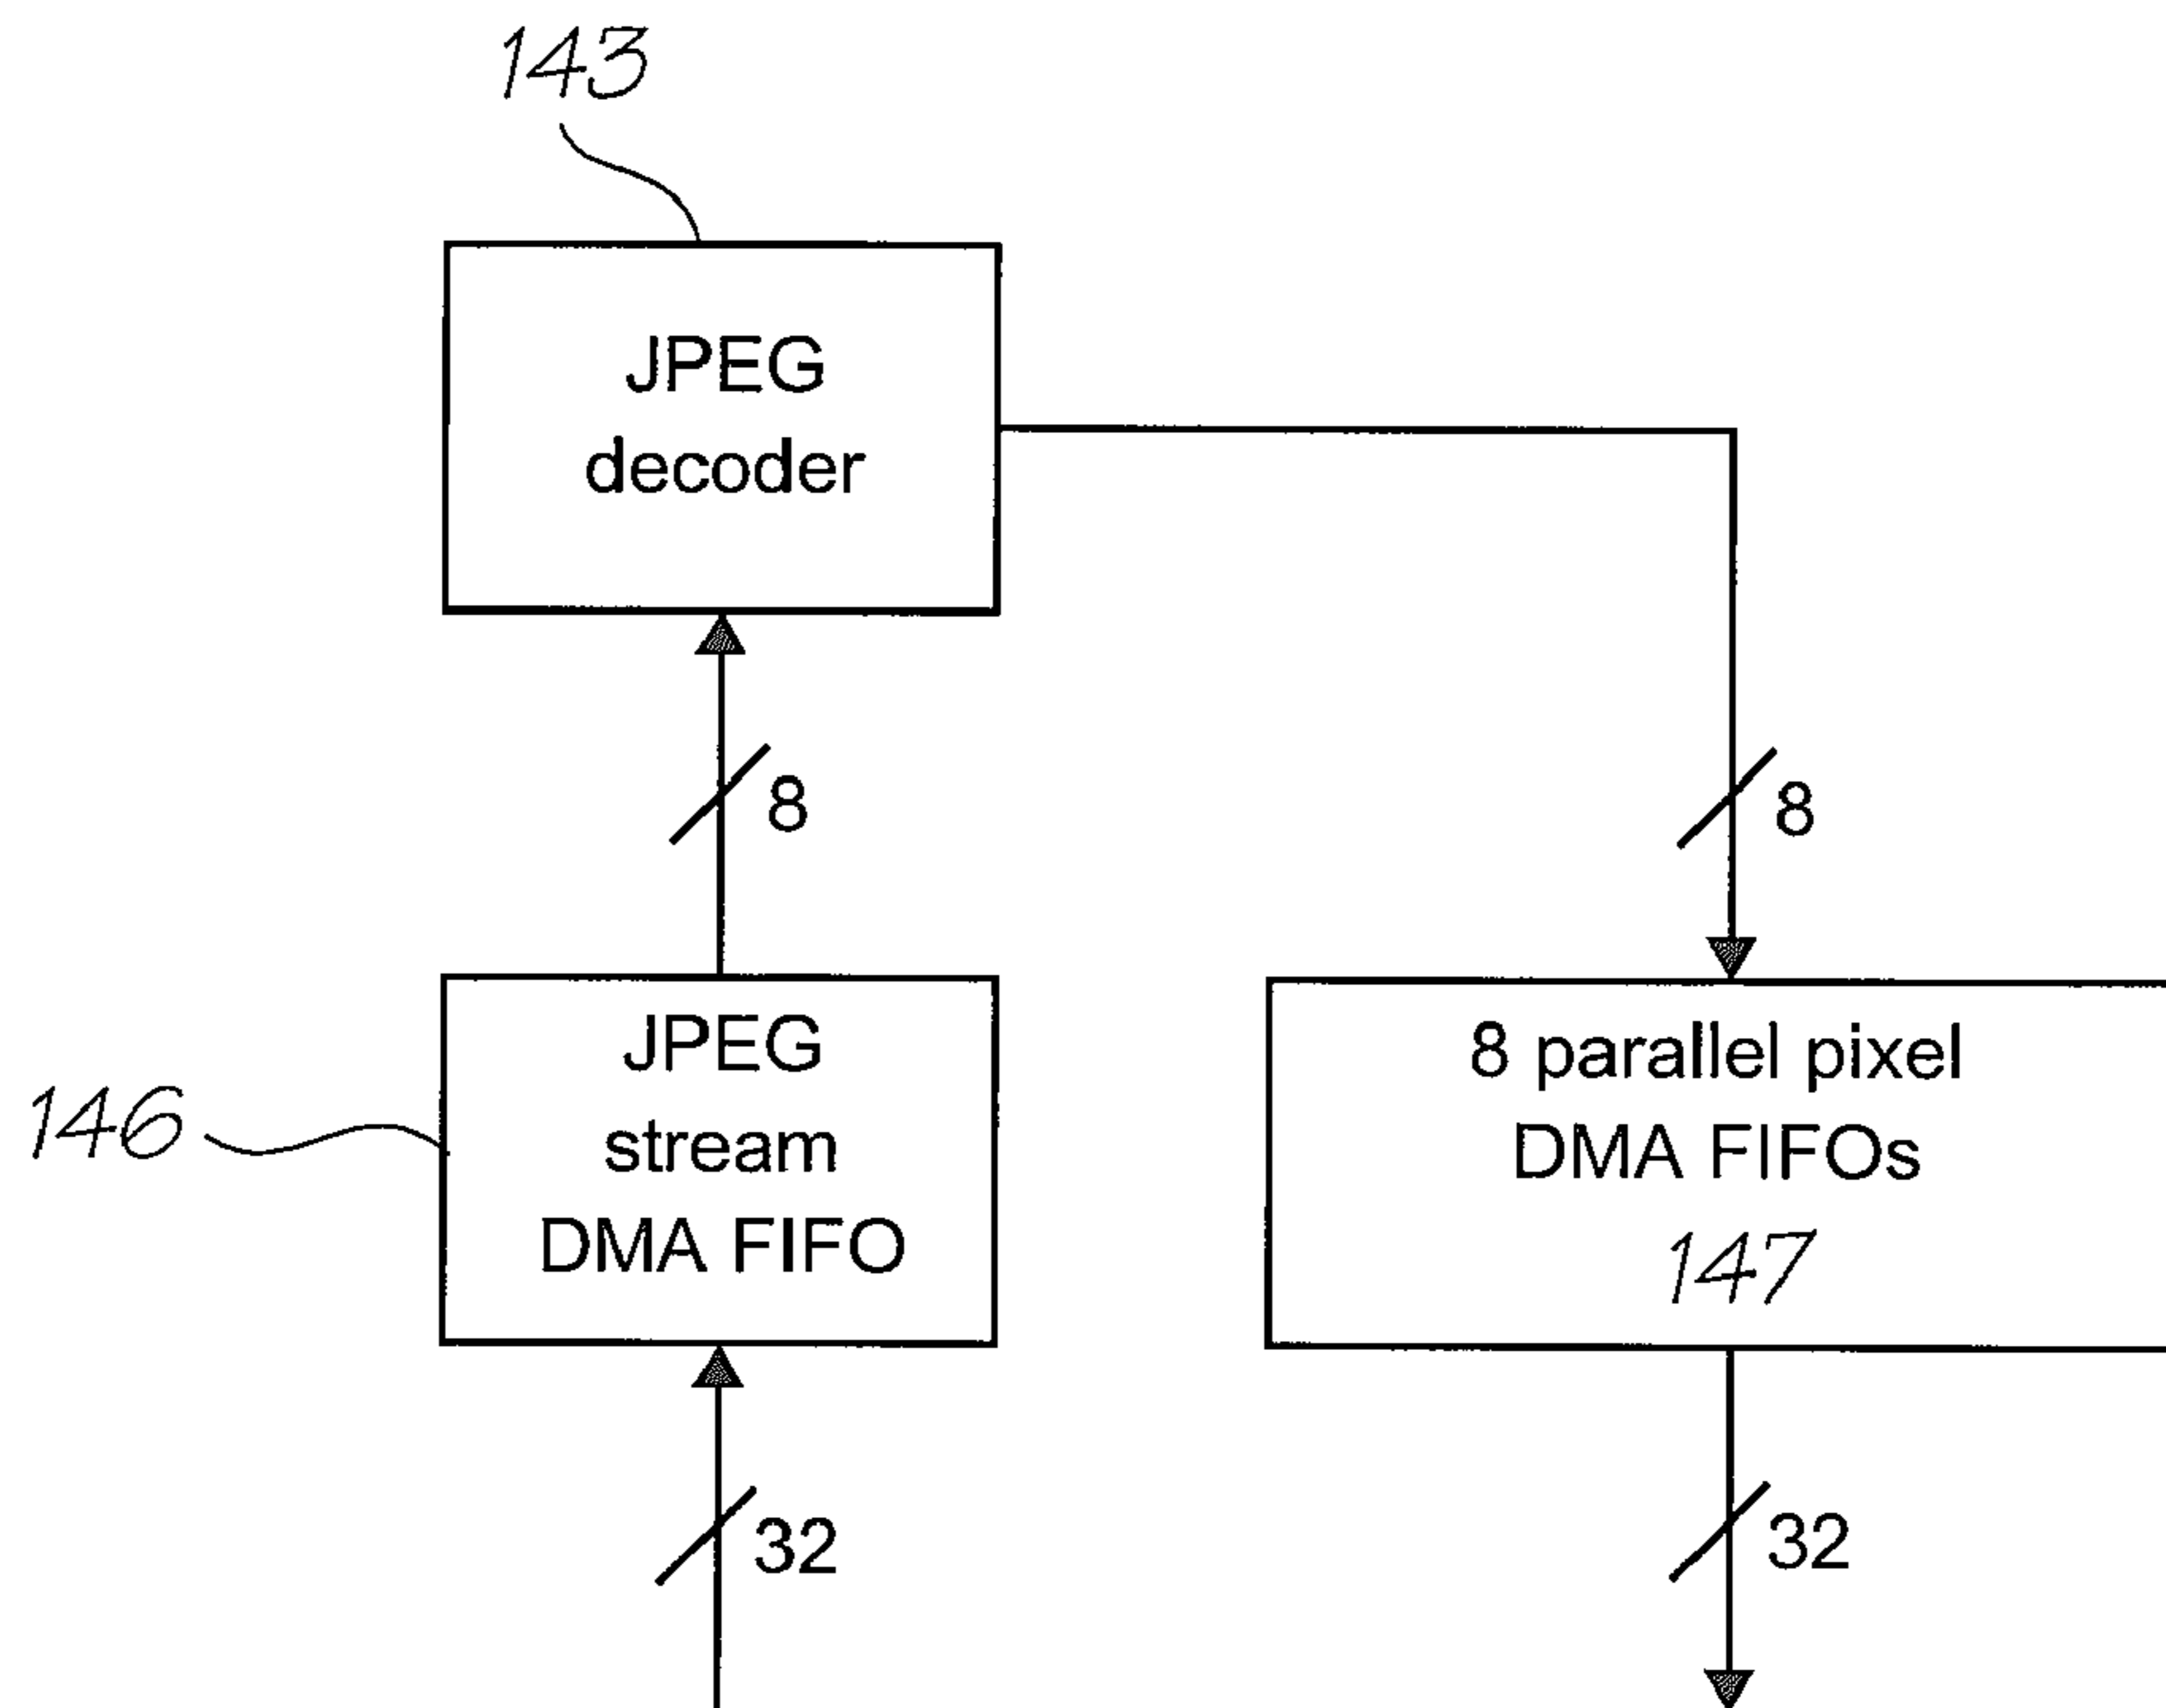 143
JPEG
decoder
8
8
146
JPEG
stream
DMA FIFO
8 parallel pixel
DMA FIFOs
147
32
32